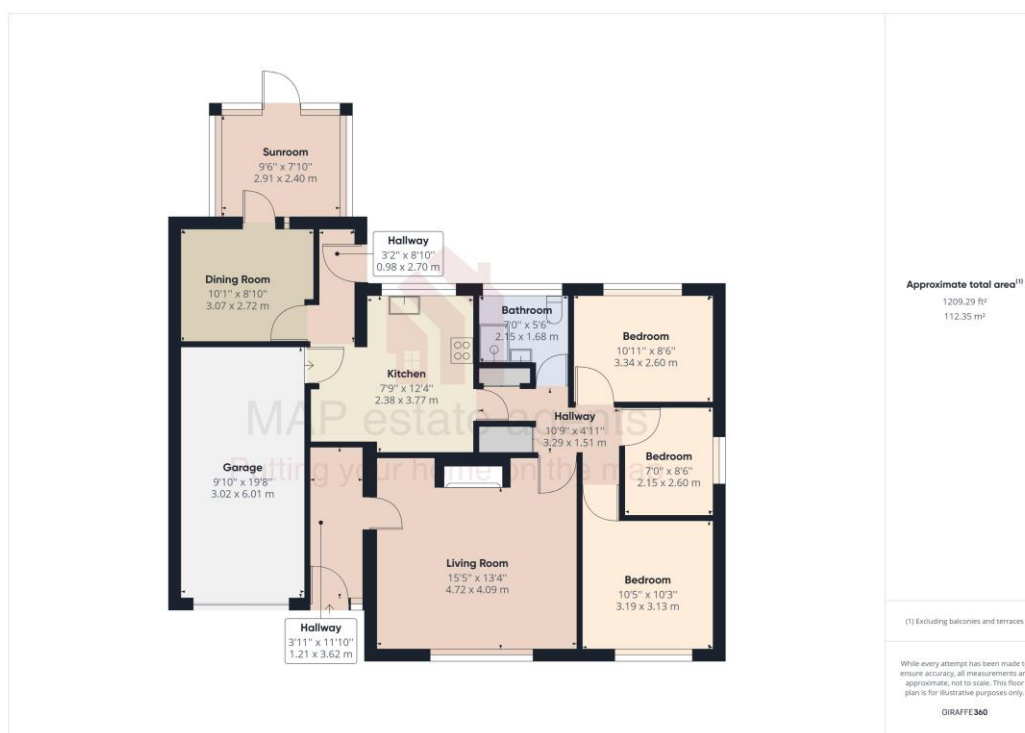 Sunroom
9'6" x 7'10"
2.91 x 2.40 m
Hallway
3'2" x 8'10"
0.98 x 2.70 m
Dining Room
10'1" x 8'10"
3.07 x 2.72 m
Bathroom
7'0" x 5'6"
2.15 x 1.68 m
Bedroom
10'11" x 8'6"
3.34 x 2.60 m
Kitchen
7'9" x 12'4"
2.38 x 3.77 m
Hallway
10'9" x 4'11"
3.29 x 1.51 m
MAP estate agents
Putting your home on the map
Bedroom
7'0" x 8'6"
2.15 x 2.60 m
Garage
9'10" x 19'8"
3.02 x 6.01 m
Living Room
15'5" x 13'4"
4.72 x 4.09 m
Bedroom
10'5" x 10'3"
3.19 x 3.13 m
Hallway
3'11" x 11'10"
1.21 x 3.62 m
Approximate total area(1)
1209.29 ft²
112.35 m²
(1) Excluding balconies and terraces
While every attempt has been made t
ensure accuracy, all measurements ar
approximate, not to scale. This floor
plan is for illustrative purposes only.
GIRAFFE360